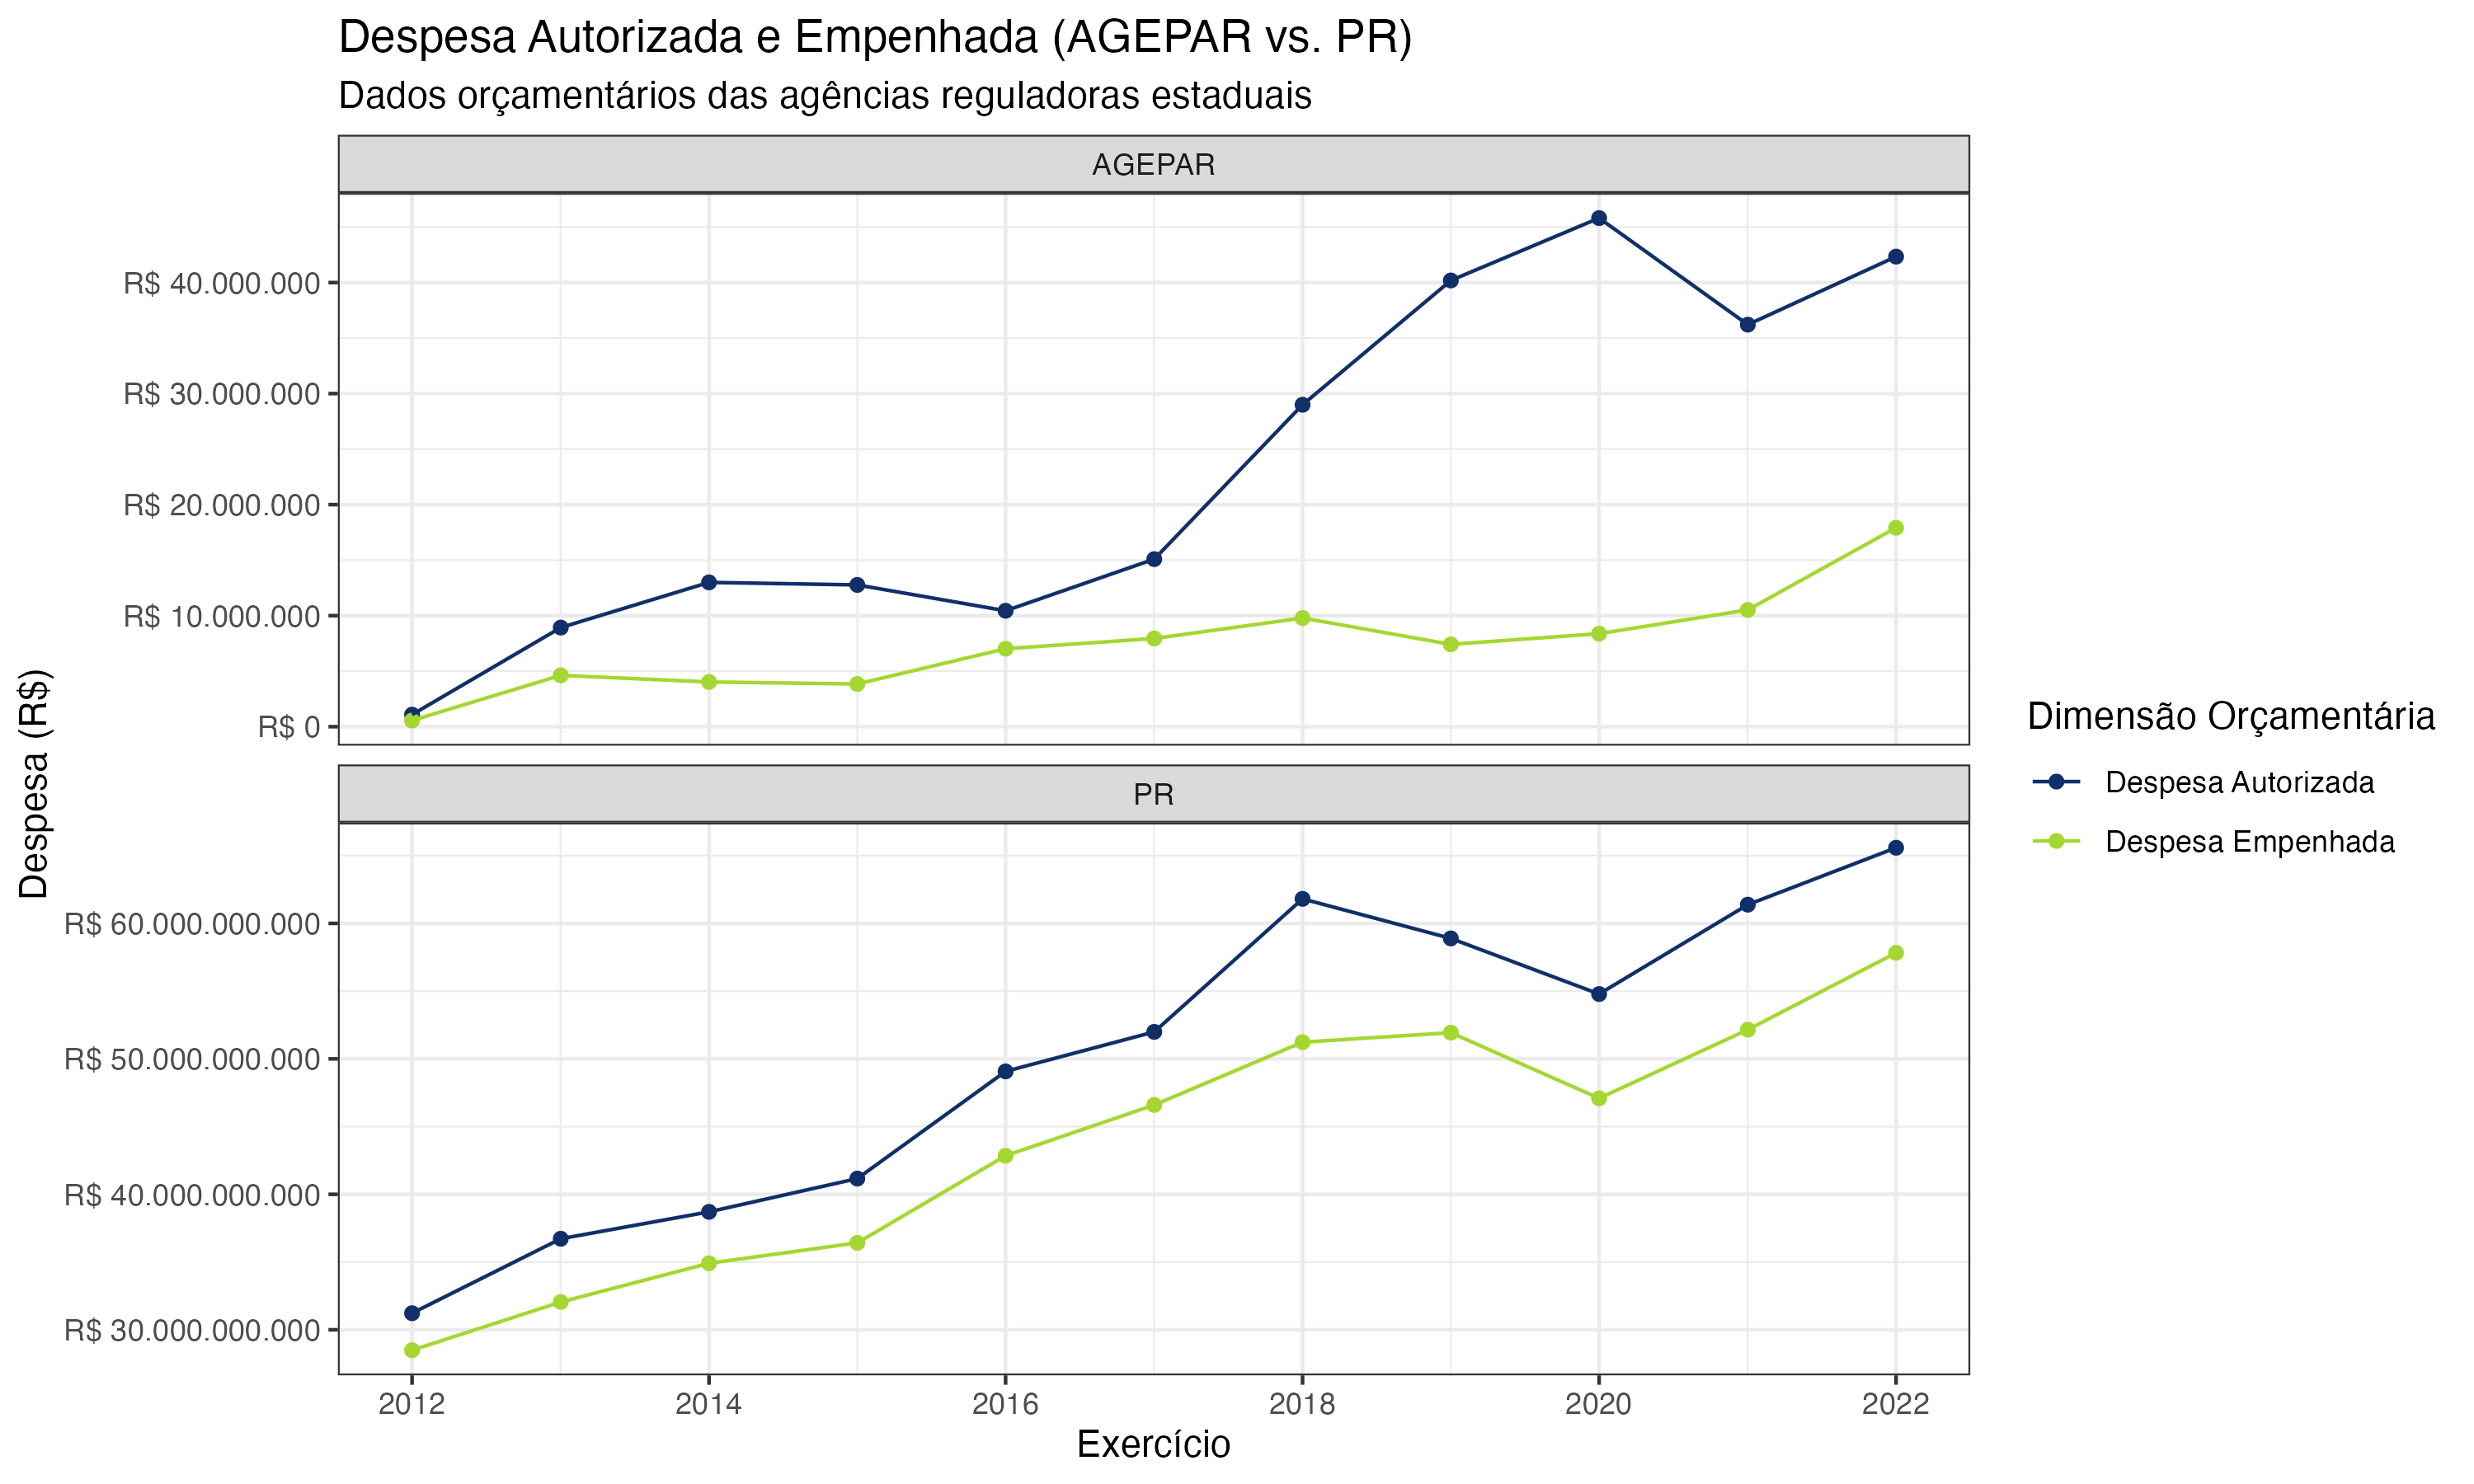 Despesa Autorizada e Empenhada (AGEPAR vs. PR)
Dados orçamentários das agências reguladoras estaduais
AGEPAR
R$ 40.000.000
R$ 30.000.000
R$ 20.000.000
R$ 10.000.000
R$ 0
PR
R$ 60.000.000.000
R$ 50.000.000.000
R$ 40.000.000.000
R$ 30.000.000.000
2012 2014 2016 2018 2020 2022
Exercício
Despesa (R$)
Dimensão Orçamentária
Despesa Autorizada
Despesa Empenhada